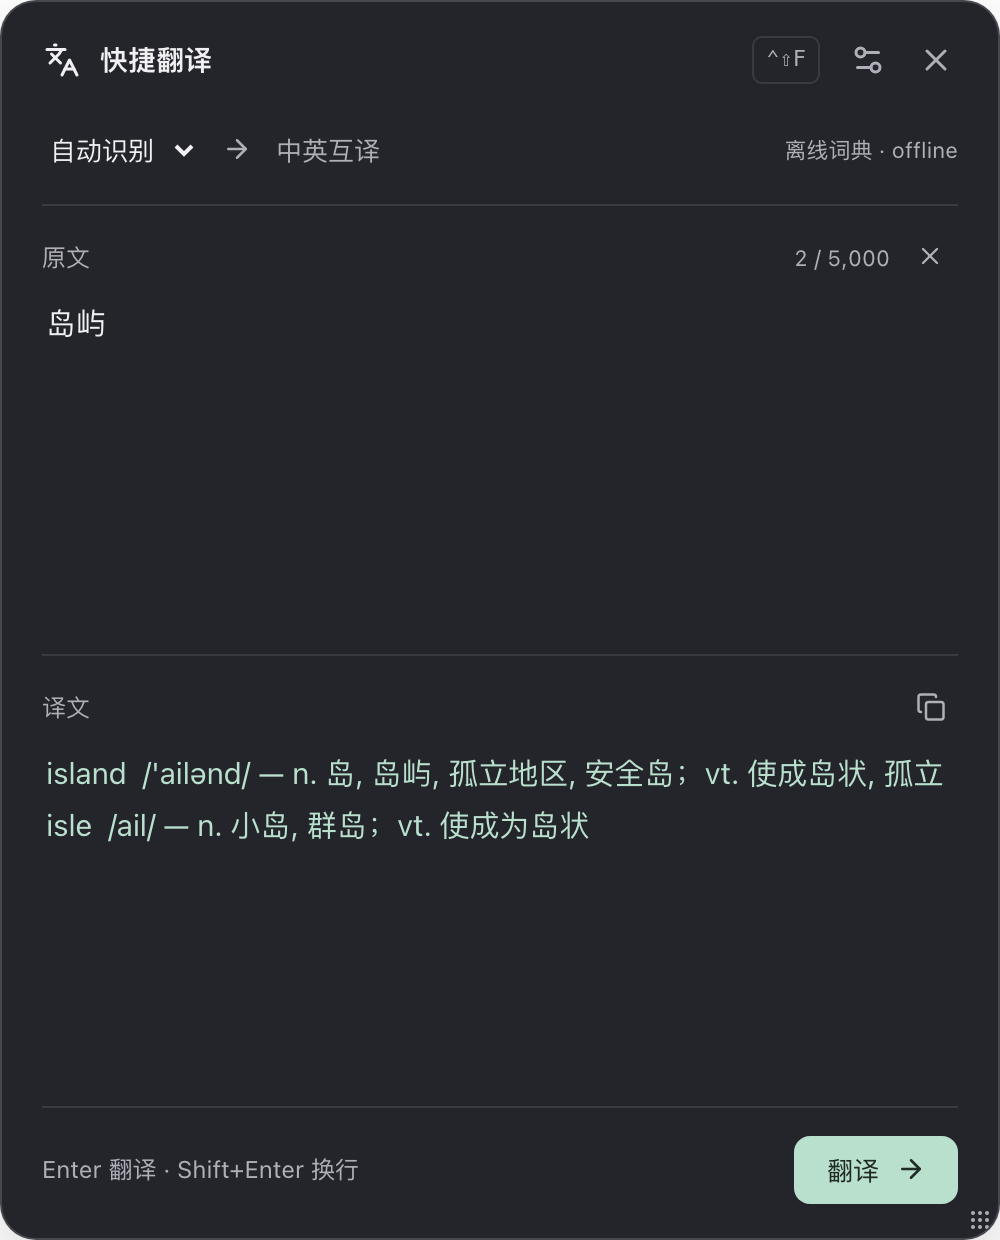 快捷翻译 ^⇧F
自动识别 → 中英互译 离线词典 · offline
原文 2 / 5,000
岛屿
译文
island /'ailənd/ — n. 岛, 岛屿, 孤立地区, 安全岛；vt. 使成岛状, 孤立
isle /ail/ — n. 小岛, 群岛；vt. 使成为岛状
Enter 翻译 · Shift+Enter 换行 翻译 →